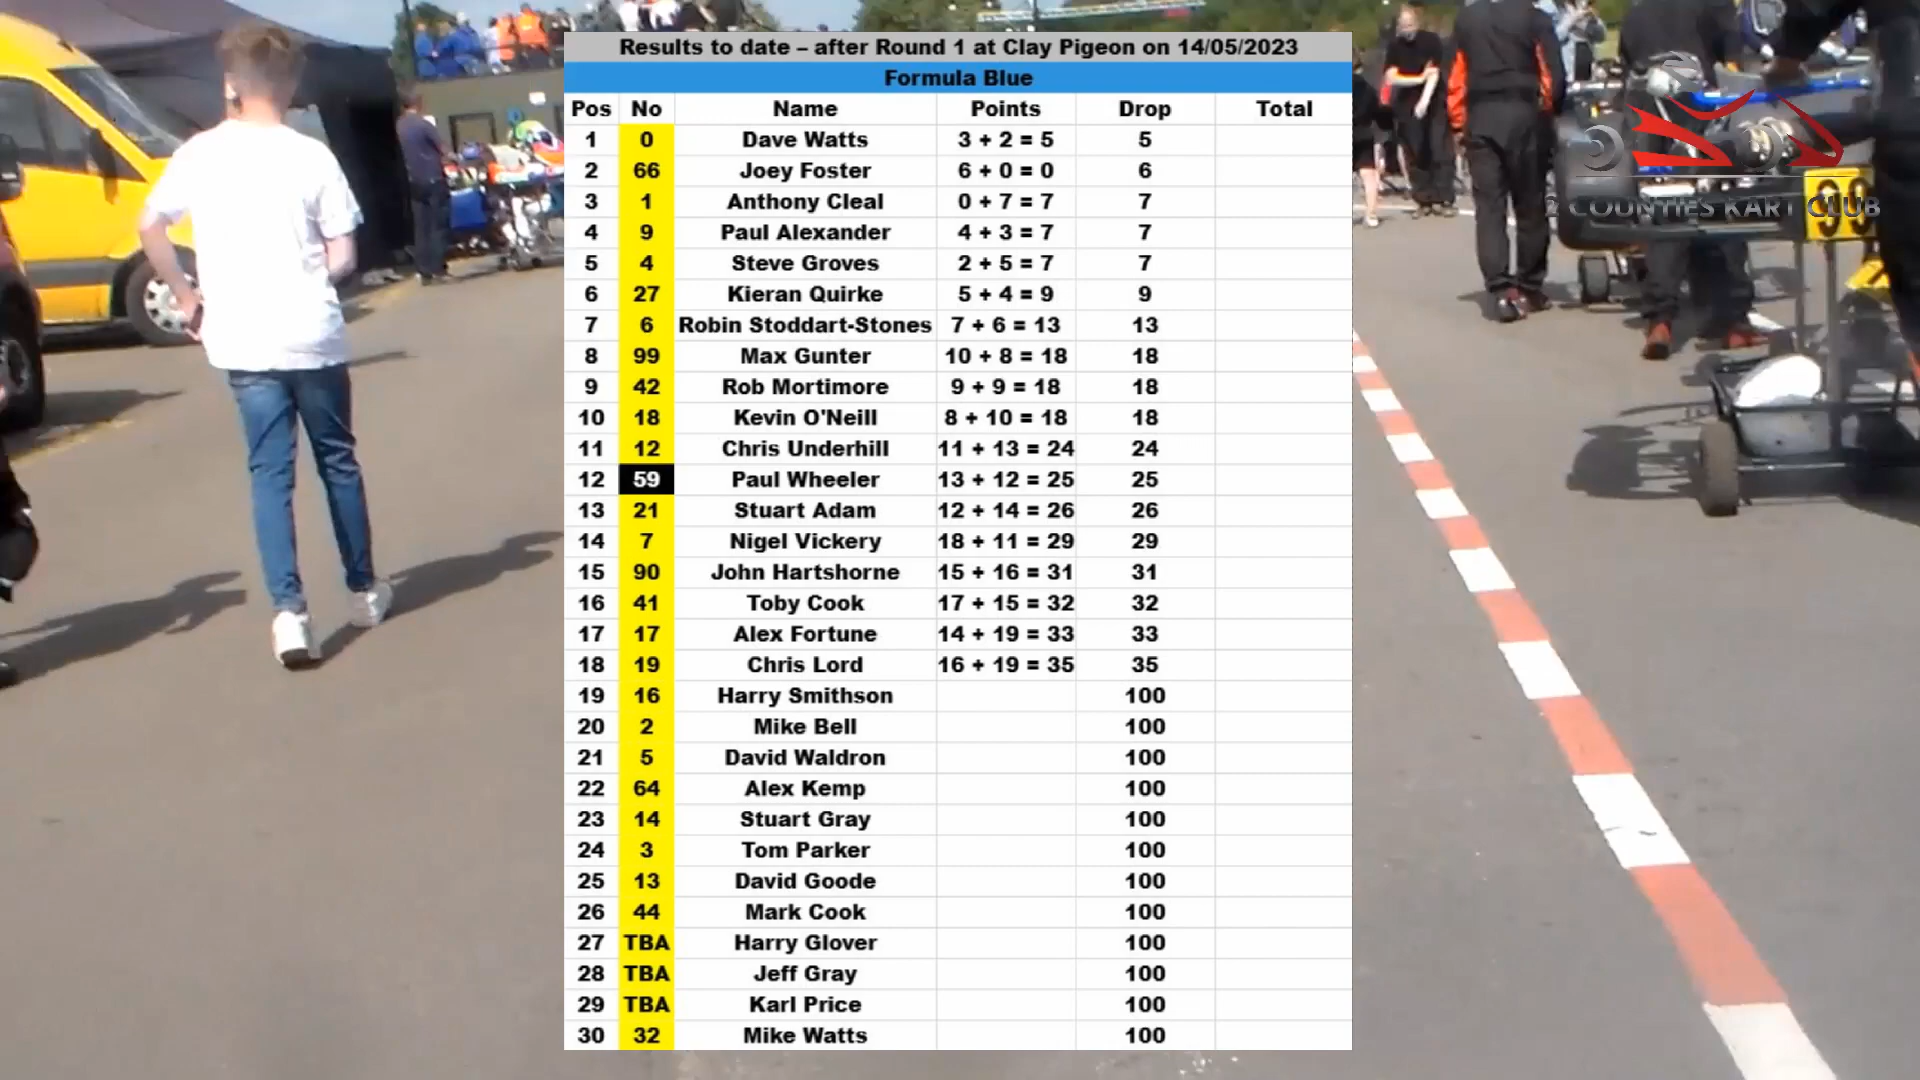 Results to date – after Round 1 at Clay Pigeon on 14/05/2023
Formula Blue
Pos No Name Points Drop Total
1 0 Dave Watts 3 + 2 = 5 5
2 66 Joey Foster 6 + 0 = 0 6
3 1 Anthony Cleal 0 + 7 = 7 7
4 9 Paul Alexander 4 + 3 = 7 7
5 4 Steve Groves 2 + 5 = 7 7
6 27 Kieran Quirke 5 + 4 = 9 9
7 6 Robin Stoddart-Stones 7 + 6 = 13 13
8 99 Max Gunter 10 + 8 = 18 18
9 42 Rob Mortimore 9 + 9 = 18 18
10 18 Kevin O'Neill 8 + 10 = 18 18
11 12 Chris Underhill 11 + 13 = 24 24
12 59 Paul Wheeler 13 + 12 = 25 25
13 21 Stuart Adam 12 + 14 = 26 26
14 7 Nigel Vickery 18 + 11 = 29 29
15 90 John Hartshorne 15 + 16 = 31 31
16 41 Toby Cook 17 + 15 = 32 32
17 17 Alex Fortune 14 + 19 = 33 33
18 19 Chris Lord 16 + 19 = 35 35
19 16 Harry Smithson 100
20 2 Mike Bell 100
21 5 David Waldron 100
22 64 Alex Kemp 100
23 14 Stuart Gray 100
24 3 Tom Parker 100
25 13 David Goode 100
26 44 Mark Cook 100
27 TBA Harry Glover 100
28 TBA Jeff Gray 100
29 TBA Karl Price 100
30 32 Mike Watts 100
2 COUNTIES KART CLUB